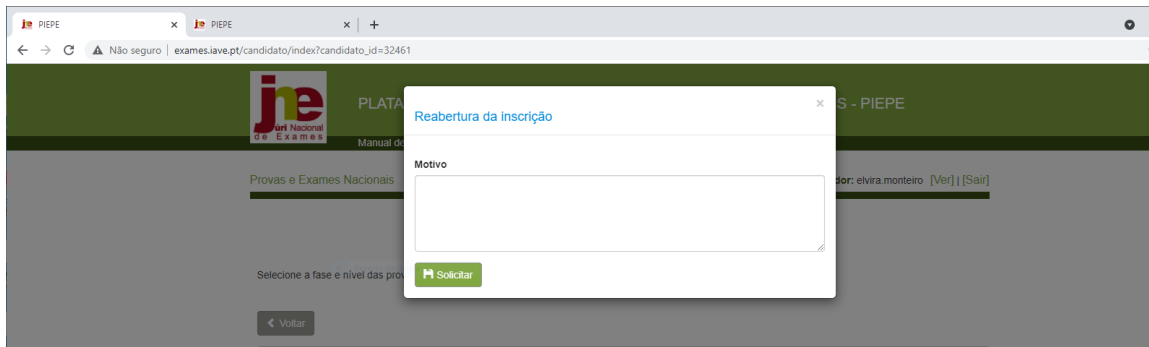 PIEPE
PIEPE
Não seguro | exames.iave.pt/candidato/index?candidato_id=32461
jne
Júri Nacional
de Exames
PLATA
S - PIEPE
Manual de
Reabertura da inscrição
×
Provas e Exames Nacionais
dor: elvira.monteiro [Ver] | [Sair]
Motivo
Selecione a fase e nível das prov
Solicitar
Voltar